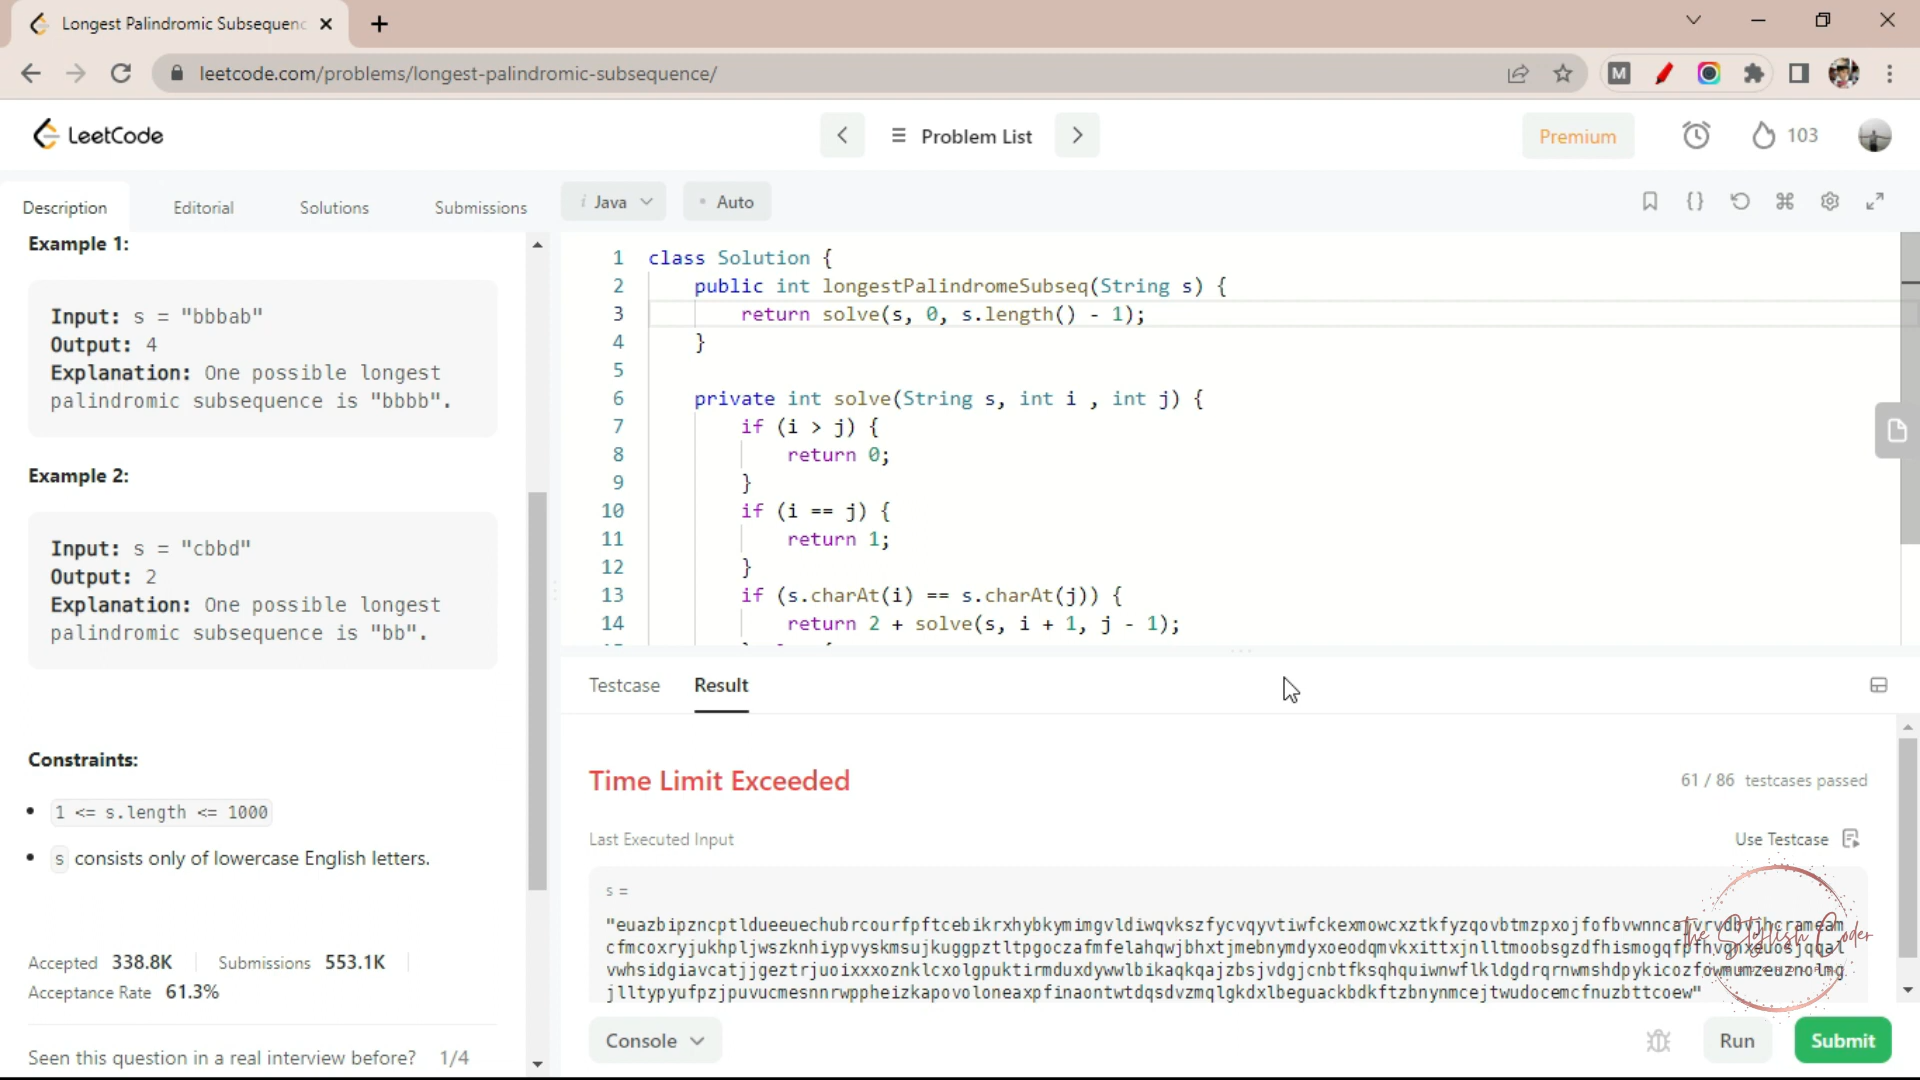 Longest Palindromic Subsequenc
leetcode.com/problems/longest-palindromic-subsequence/
M
LeetCode
Problem List
Premium
103
Description
Editorial
Solutions
Submissions
i Java
Auto
Example 1:
Input: s = "bbbab"
Output: 4
Explanation: One possible longest
palindromic subsequence is "bbbb".
Example 2:
Input: s = "cbbd"
Output: 2
Explanation: One possible longest
palindromic subsequence is "bb".
Constraints:
1 <= s.length <= 1000
s consists only of lowercase English letters.
Accepted 338.8K
Submissions 553.1K
Acceptance Rate 61.3%
Seen this question in a real interview before? 1/4
1 class Solution {
2 public int longestPalindromeSubseq(String s) {
3 return solve(s, 0, s.length() - 1);
4 }
5
6 private int solve(String s, int i , int j) {
7 if (i > j) {
8 return 0;
9 }
10 if (i == j) {
11 return 1;
12 }
13 if (s.charAt(i) == s.charAt(j)) {
14 return 2 + solve(s, i + 1, j - 1);
Testcase
Result
Time Limit Exceeded
61 / 86 testcases passed
Last Executed Input
Use Testcase
s =
The Stylish Coder
Console
Run
Submit